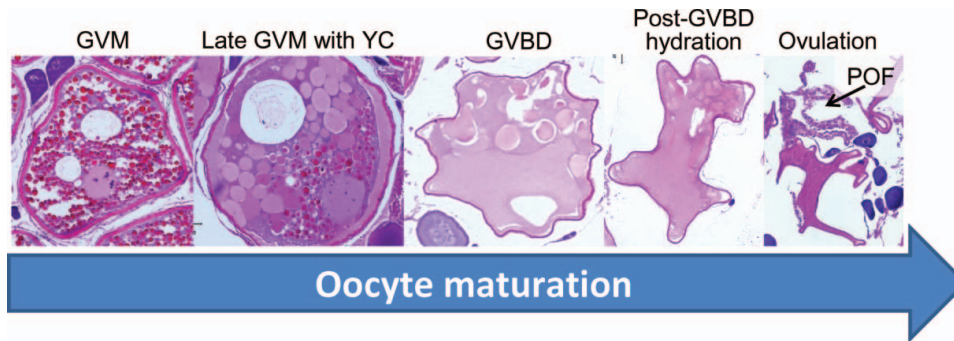 GVM
Late GVM with YC
GVBD
Post-GVBD
hydration
Ovulation
POF
Oocyte maturation